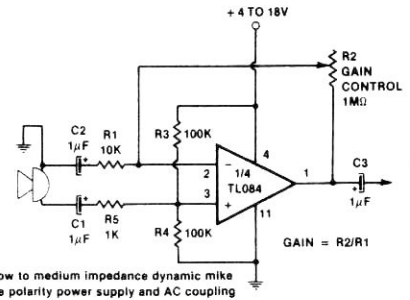 + 4 TO 18V
R2
GAIN
CONTROL
1MΩ
C2
1µF
R1
10K
R3
100K
4
2
1/4
TL084
1
C3
1µF
3
11
C1
1µF
R5
1K
R4
100K
GAIN = R2/R1
to medium impedance dynamic mike
polarity power supply and AC coupling